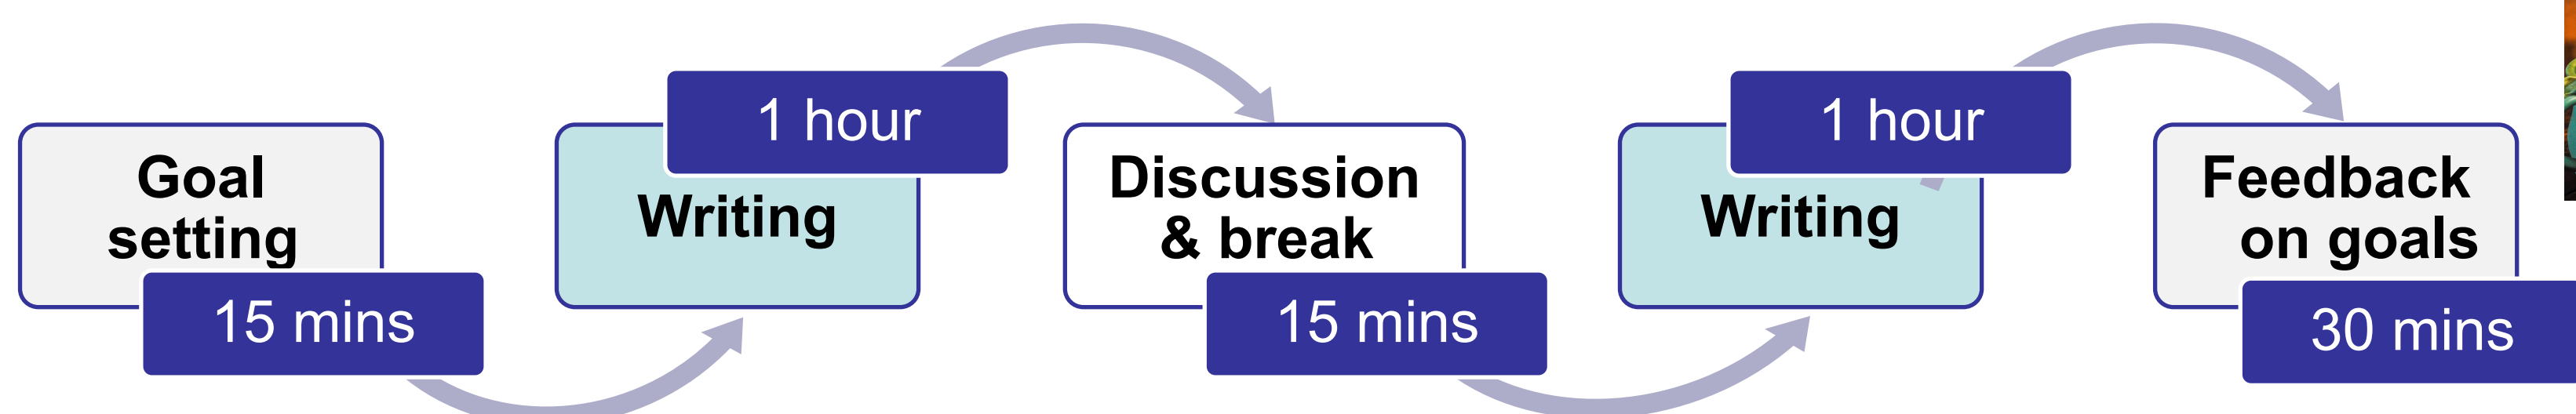 Goal
setting
15 mins
1 hour
Writing
Discussion
& break
15 mins
1 hour
Writing
Feedback
on goals
30 mins